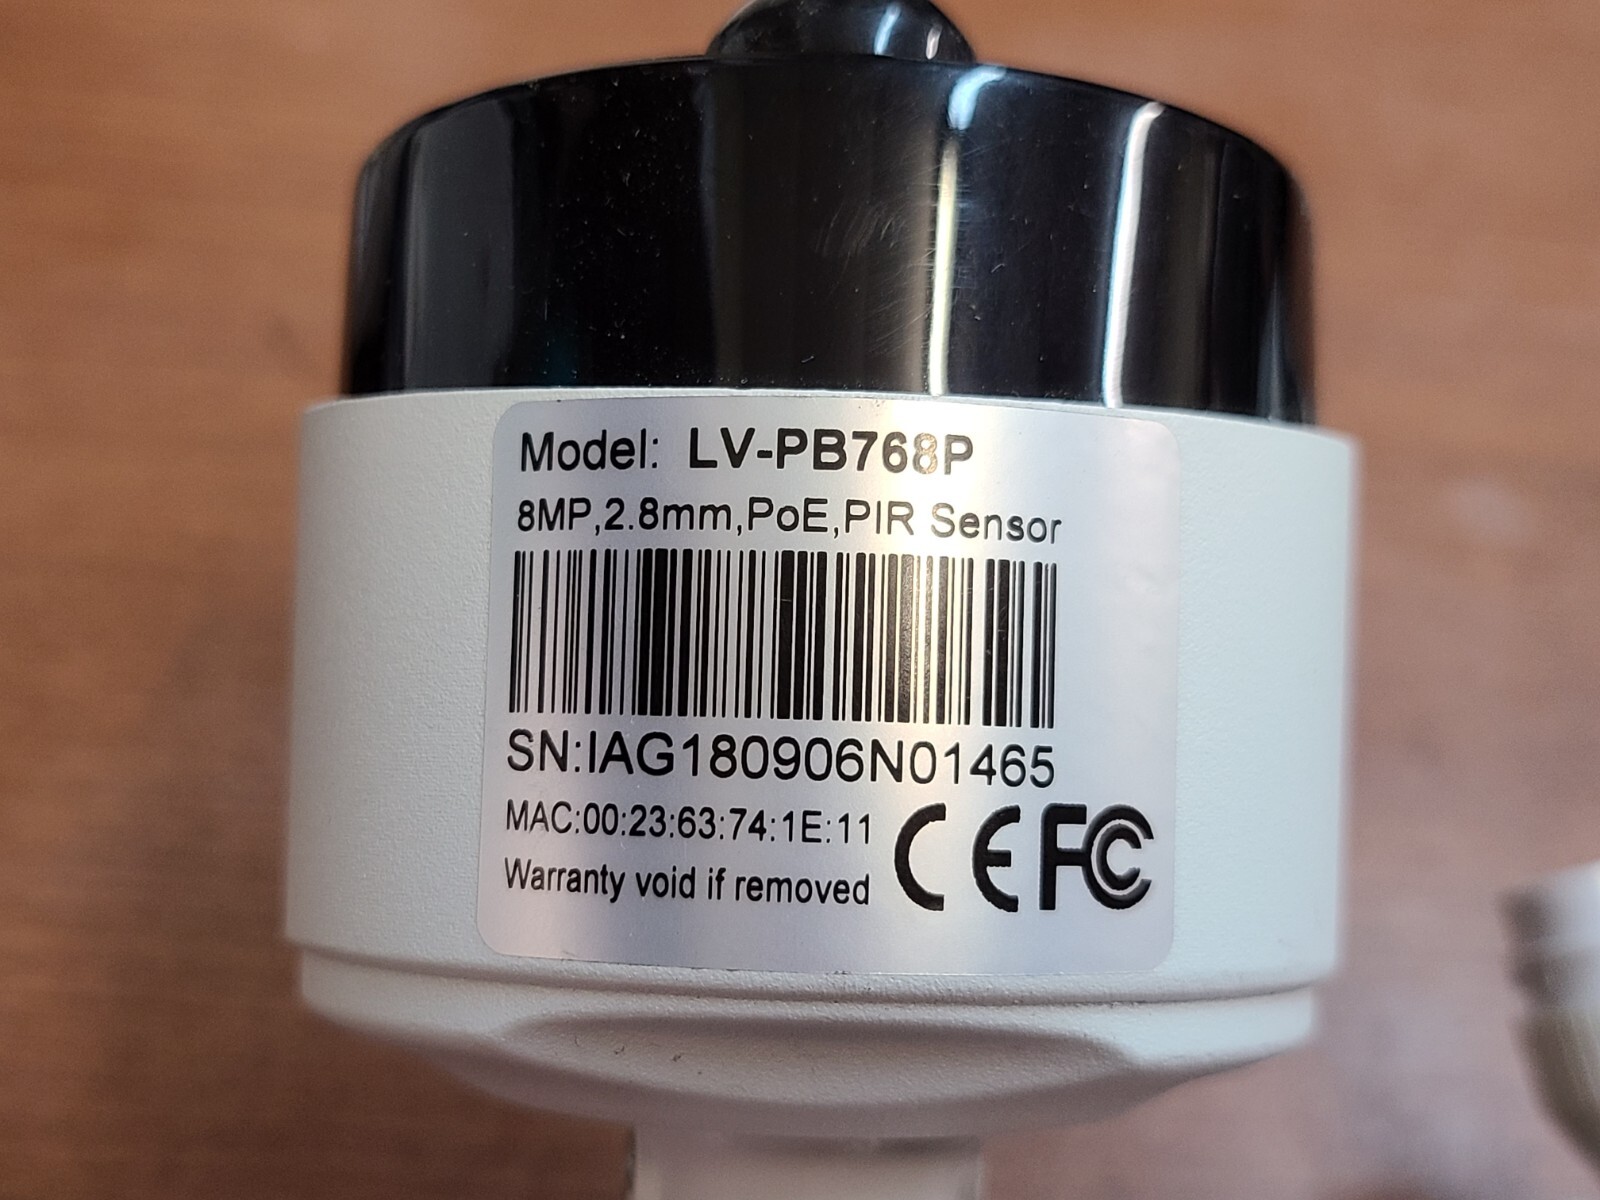 Model: LV-PB768P
8MP,2.8mm,PoE,PIR Sensor
SN:IAG180906N01465
MAC:00:23:63:74:1E:11
Warranty void if removed
CE FC